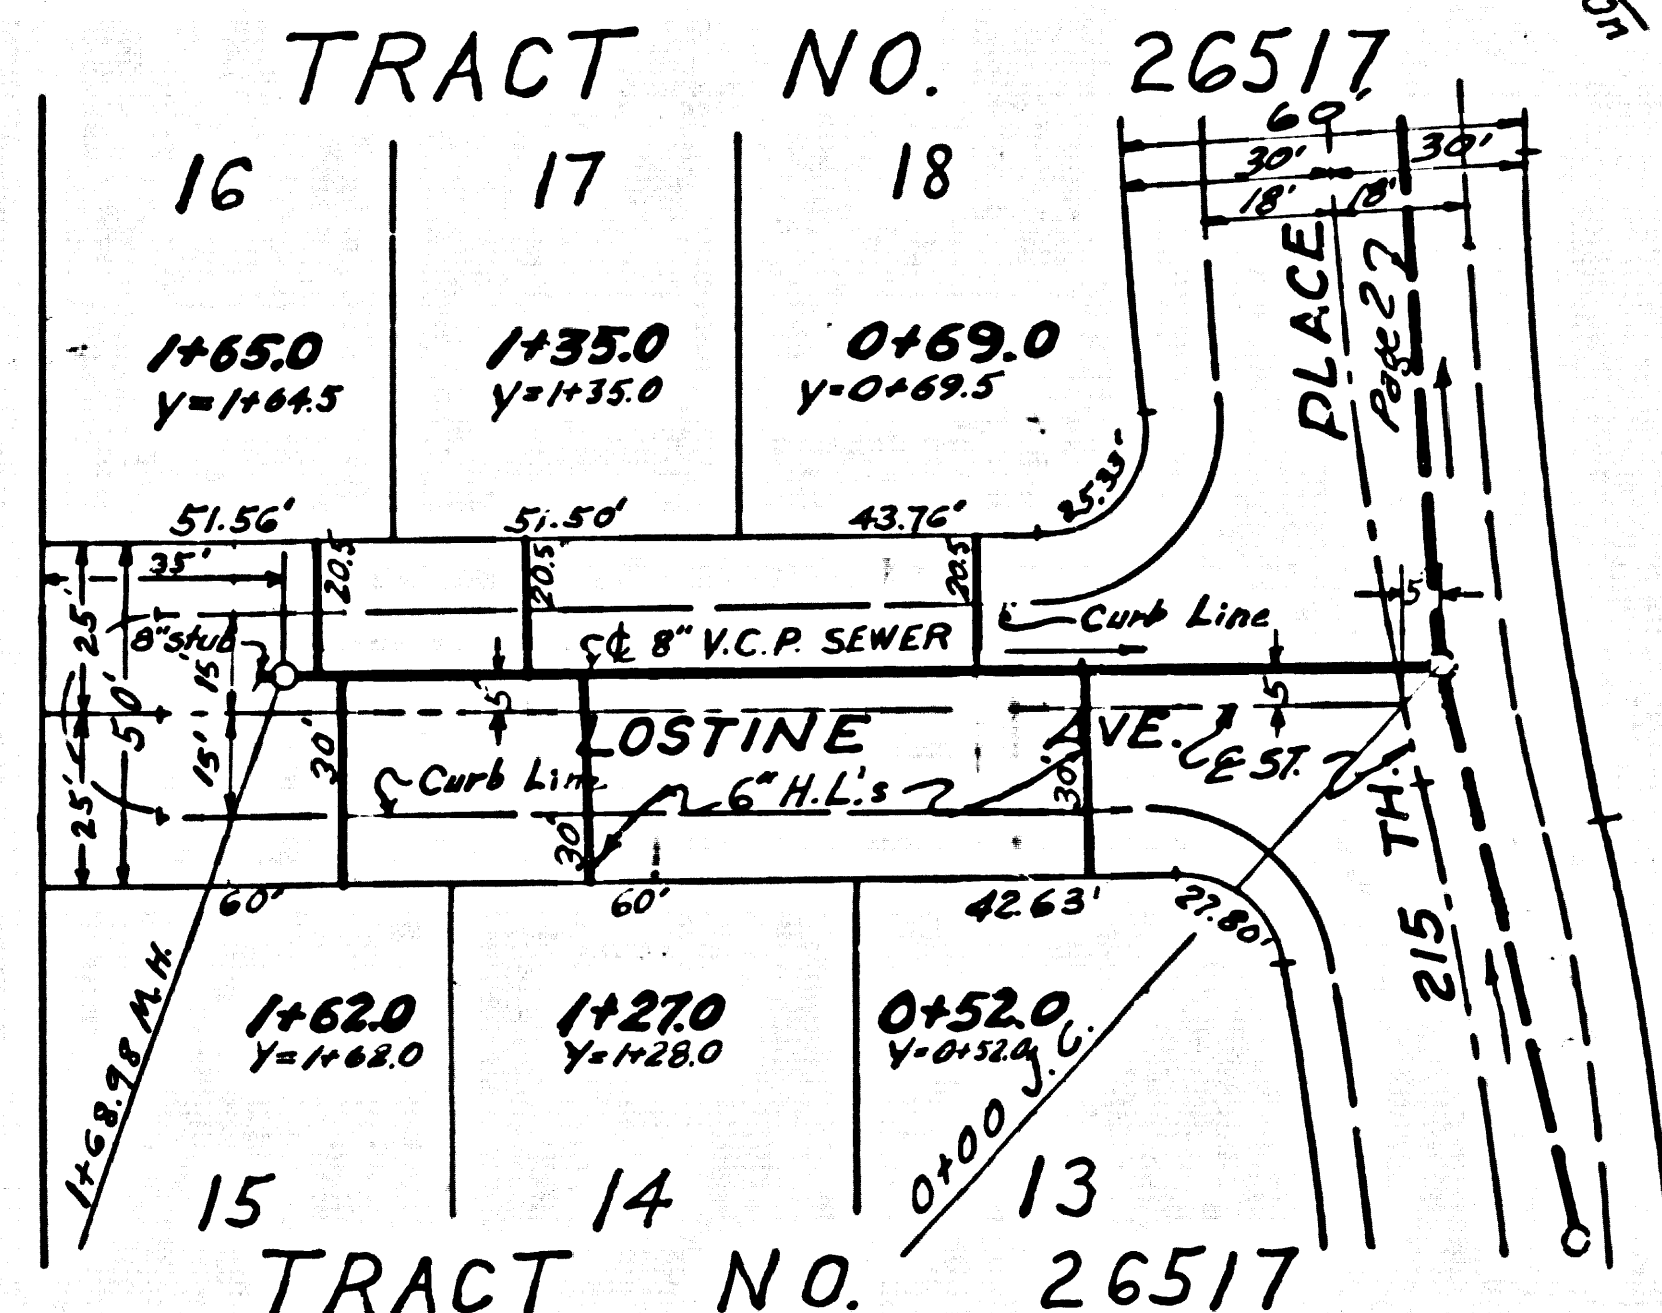 on
TRACT NO. 26517
60'
30' 30'
18' 18'
16 17 18
PLACE
Page 27
1+65.0 1+35.0 0+69.0
y=1+64.5 y=1+35.0 y=0+69.5
25.33'
51.56' 51.50' 43.76'
35' 20.5' 20.5' 20.5'
5'
25' 50' 25'
8" stub
15' 15'
℄ 8" V.C.P. SEWER
Curb Line
5' 5'
LOSTINE AVE.
℄ ST.
30' 30' 30'
Curb Line
6" H.L.'s
215 TH.
60' 60' 42.63' 27.80'
1+68.98 M.H.
1+62.0 1+27.0 0+52.0
y=1+62.0 y=1+28.0 y=0+52.0
0+00 J.C.
15 14 13
TRACT NO. 26517